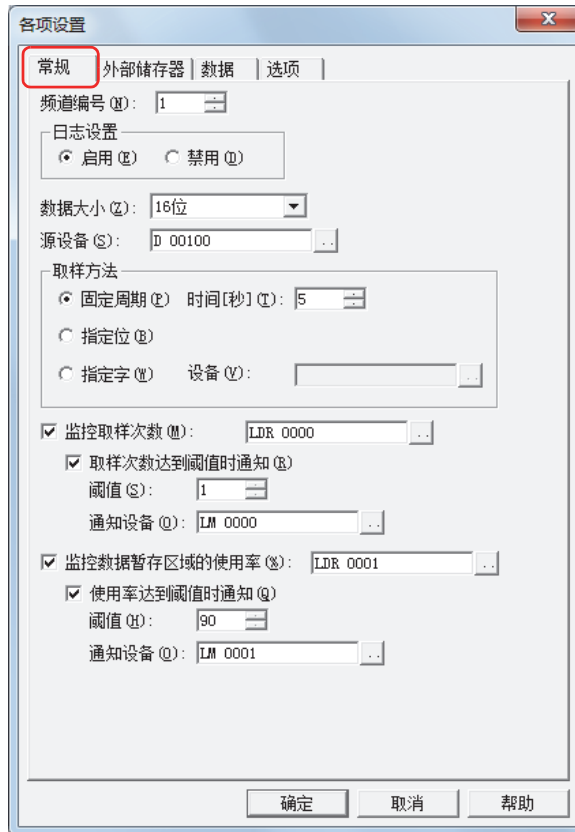 各项设置
常规 外部储存器 数据 选项
频道编号(N): 1
日志设置
启用(E) 禁用(D)
数据大小(Z): 16位
源设备(S): D 00100 ..
取样方法
固定周期(P) 时间[秒](T): 5
指定位(B)
指定字(W) 设备(V): ..
监控取样次数(M): LDR 0000 ..
取样次数达到阈值时通知(R)
阈值(S): 1
通知设备(O): LM 0000 ..
监控数据暂存区域的使用率(X): LDR 0001 ..
使用率达到阈值时通知(Q)
阈值(H): 90
通知设备(O): LM 0001 ..
确定 取消 帮助